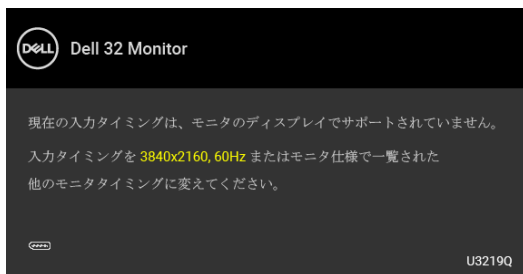 DELL
Dell 32 Monitor
現在の入力タイミングは、モニタのディスプレイでサポートされていません。
入力タイミングを 3840x2160, 60Hz またはモニタ仕様で一覧された
他のモニタタイミングに変えてください。
U3219Q